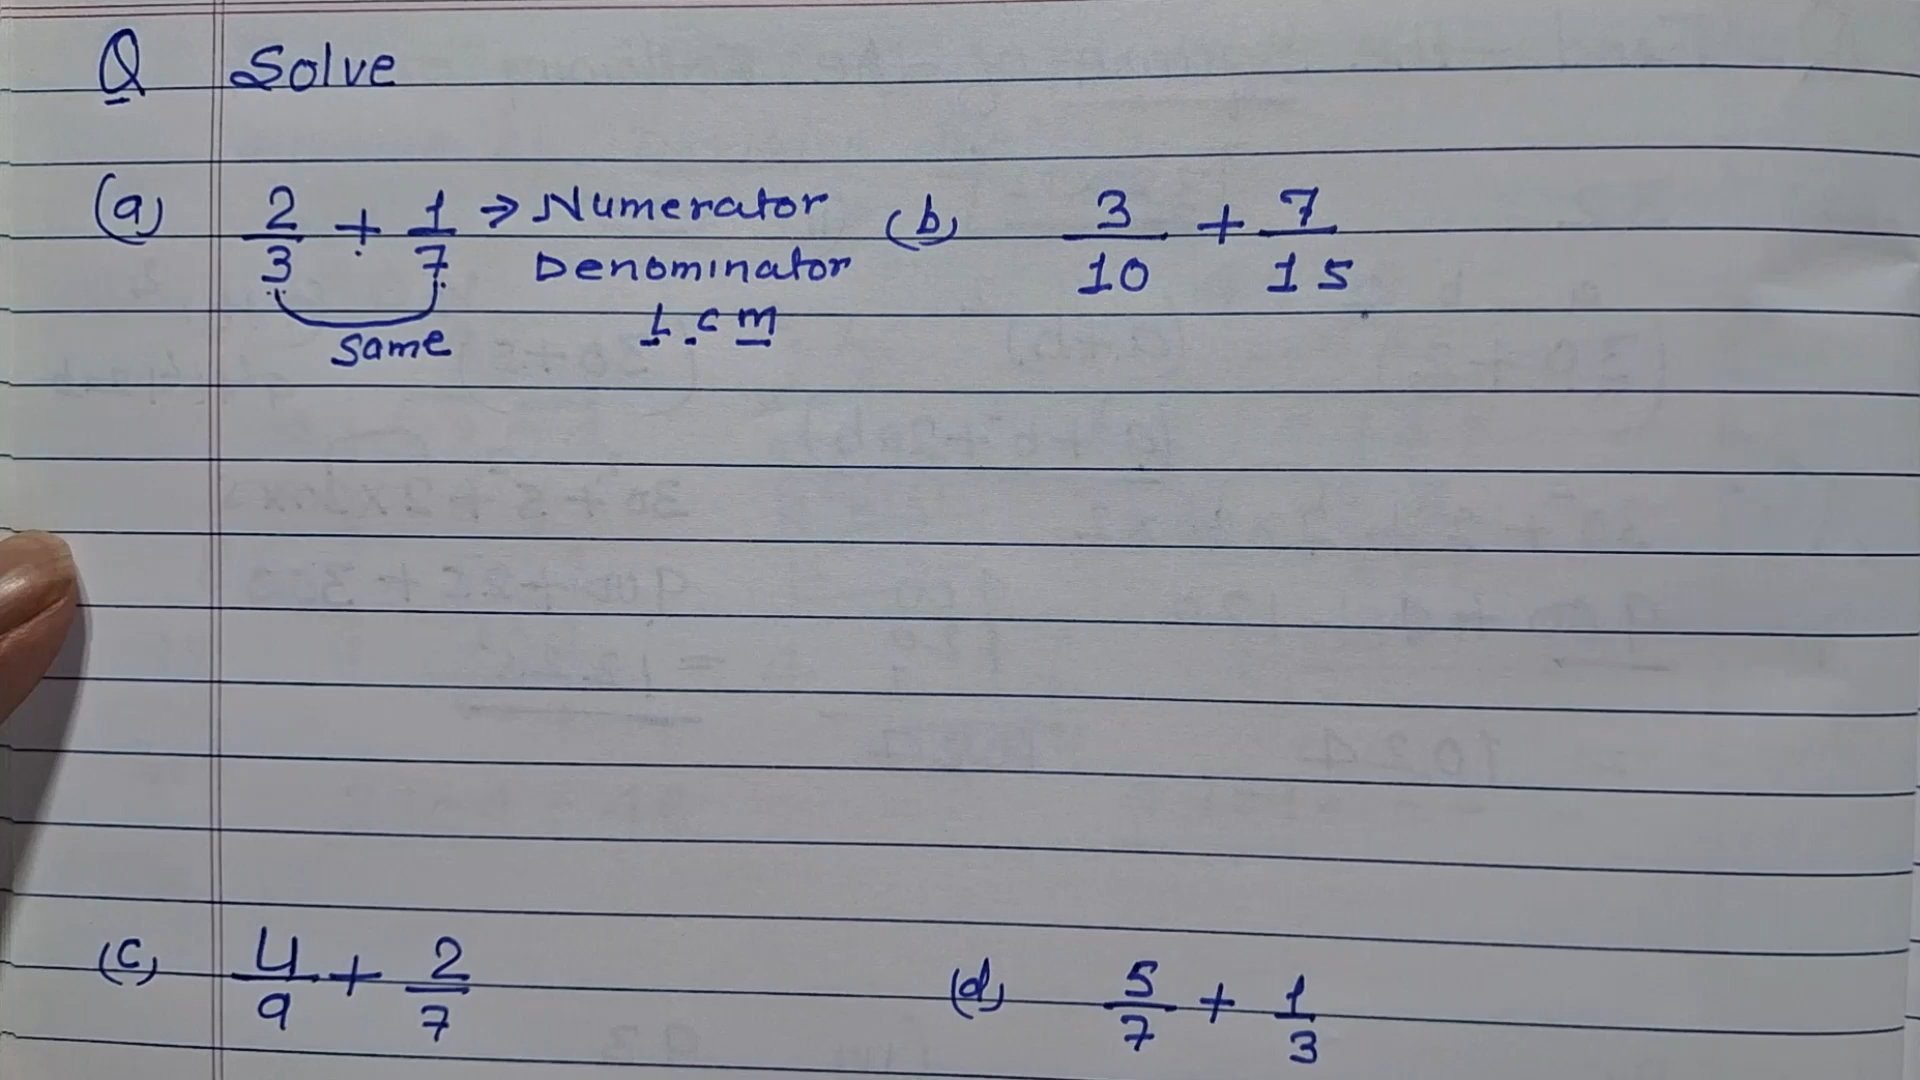 Q Solve
(a) 2/3 + 1/7 → Numerator
Denominator
same
L.C.M
(b) 3/10 + 7/15
(c) 4/9 + 2/7
(d) 5/7 + 1/3